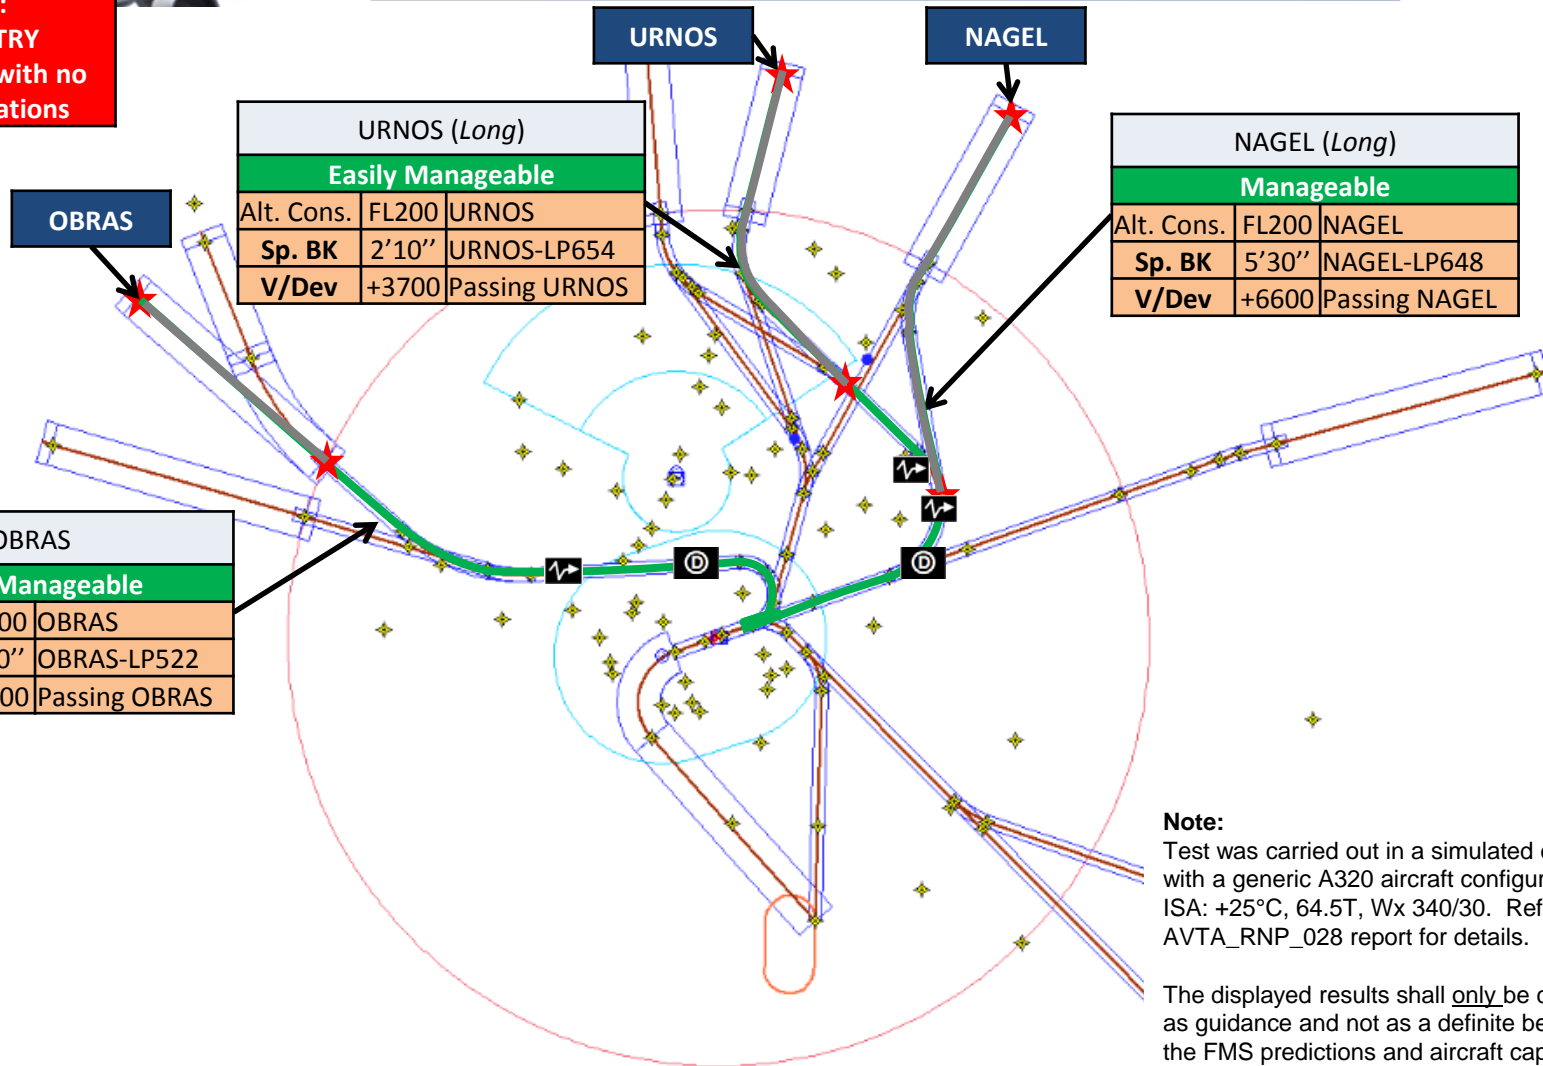 :
TRY
with no
ations
URNOS
NAGEL
OBRAS
URNOS (Long)
Easily Manageable
Alt. Cons. FL200 URNOS
Sp. BK 2’10’’ URNOS-LP654
V/Dev +3700 Passing URNOS
NAGEL (Long)
Manageable
Alt. Cons. FL200 NAGEL
Sp. BK 5’30’’ NAGEL-LP648
V/Dev +6600 Passing NAGEL
OBRAS
Manageable
00 OBRAS
0’’ OBRAS-LP522
00 Passing OBRAS
D
D
Note:
Test was carried out in a simulated
with a generic A320 aircraft configur
ISA: +25°C, 64.5T, Wx 340/30. Ref
AVTA_RNP_028 report for details.
The displayed results shall only be
as guidance and not as a definite be
the FMS predictions and aircraft cap